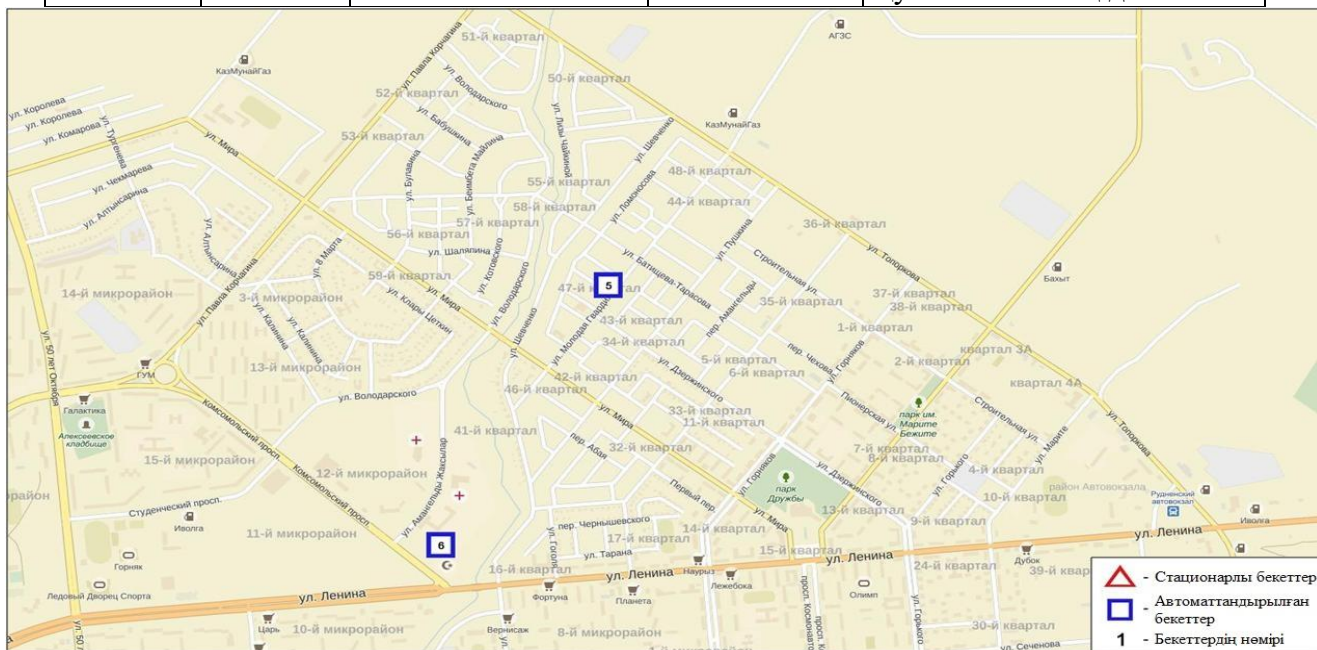 51-й квартал
АГЗС
КазМунайГаз
ул. Павла Корчагина
ул. Володарского
50-й квартал
52-й квартал
ул. Королева
ул. Королева
ул. Комарова
ул. Тургенева
ул. Мира
53-й квартал
ул. Бабушкина
ул. Лизы Чайкиной
КазМунайГаз
ул. Шевченко
ул. Чекмарева
ул. Алтынсарина
ул. Булавина
ул. Беимбета Майлина
55-й квартал
48-й квартал
ул. Ломоносова
44-й квартал
58-й квартал
57-й квартал
56-й квартал
36-й квартал
ул. Пушкина
ул. Топоркова
ул. Алтынсарина
ул. 8 Марта
ул. Шаляпина
ул. Котовского
ул. Батищева-Тарасова
Строительная ул.
Бахыт
59-й квартал
ул. Мира
ул. Володарского
5
47-й квартал
14-й микрорайон
3-й микрорайон
ул. Павла Корчагина
ул. Клары Цеткин
ул. Калинина
ул. Калинина
ул. Шевченко
ул. Молодая Гвардия
43-й квартал
34-й квартал
пер. Амангельды
35-й квартал
37-й квартал
38-й квартал
1-й квартал
2-й квартал
квартал 3А
квартал 4А
ул. 50 лет Октября
13-й микрорайон
ГУМ
42-й квартал
46-й квартал
ул. Дзержинского
5-й квартал
6-й квартал
пер. Чехова
ул. Горняков
Пионерская ул.
парк им.
Марите
Бежите
Строительная ул.
ул. Топоркова
ул. Володарского
Галактика
Алексеевское
кладбище
Комсомольский просп.
41-й квартал
ул. Мира
33-й квартал
11-й квартал
32-й квартал
пер. Абая
7-й квартал
8-й квартал
ул. Марите
ул. Горького
4-й квартал
10-й квартал
район Автовокзала
15-й микрорайон
12-й микрорайон
Комсомольский просп.
ул. Амангельды Жаксылар
ул. Горняков
парк
Дружбы
ул. Дзержинского
Первый пер.
ул. Мира
13-й квартал
9-й квартал
Рудненский
автовокзал
Иволга
Студенческий просп.
Иволга
11-й микрорайон
6
пер. Чернышевского
17-й квартал
14-й квартал
ул. Тарана
ул. Гоголя
15-й квартал
ул. Ленина
ул. Ленина
Горняк
16-й квартал
ул. Ленина
Наурыз
Лежебока
Дубок
24-й квартал
Ледовый Дворец Спорта
ул. Ленина
Фортуна
Планета
Олимп
Царь
10-й микрорайон
Вернисаж
8-й микрорайон
ул. Горького
30-й квартал
ул. Сеченова
- Стационарлы бекеттер
- Автоматтандырылған
бекеттер
1 - Бекеттердің нөмірі